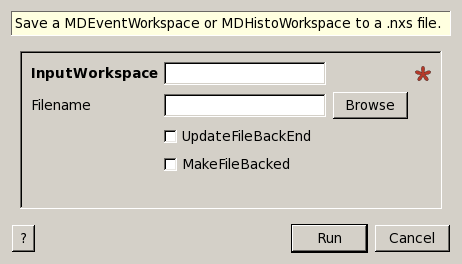 Save a MDEventWorkspace or MDHistoWorkspace to a .nxs file.
InputWorkspace *
Filename Browse
UpdateFileBackEnd
MakeFileBacked
? Run Cancel